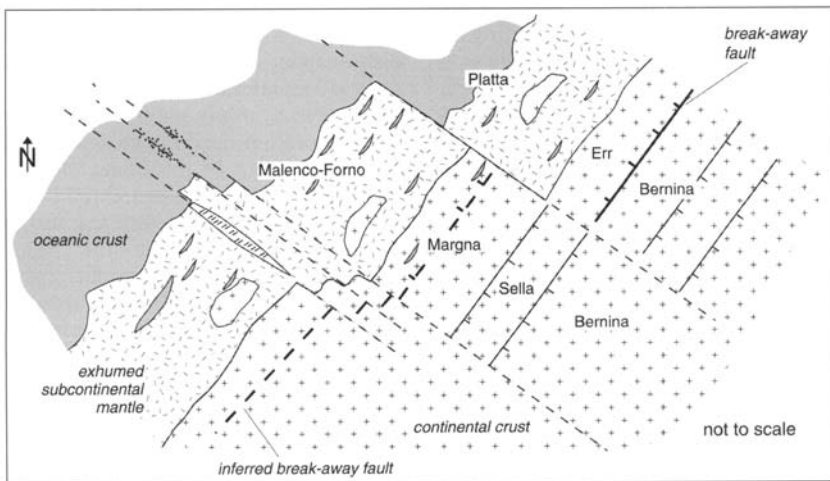 break-away
fault
Platta
N
Err
Malenco-Forno
Bernina
oceanic crust
Margna
Sella
Bernina
exhumed
subcontinental
mantle
continental crust
not to scale
inferred break-away fault